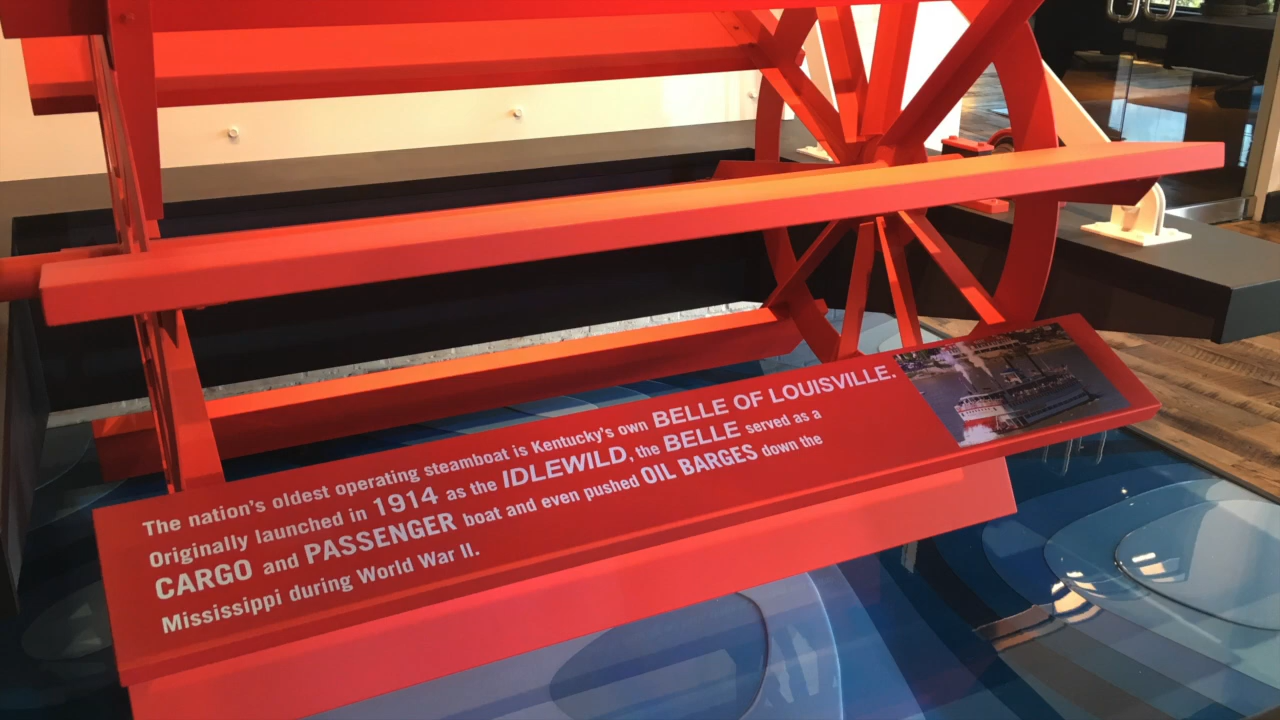 The nation's oldest operating steamboat is Kentucky's own BELLE OF LOUISVILLE.
Originally launched in 1914 as the IDLEWILD, the BELLE served as a
CARGO and PASSENGER boat and even pushed OIL BARGES down the
Mississippi during World War II.